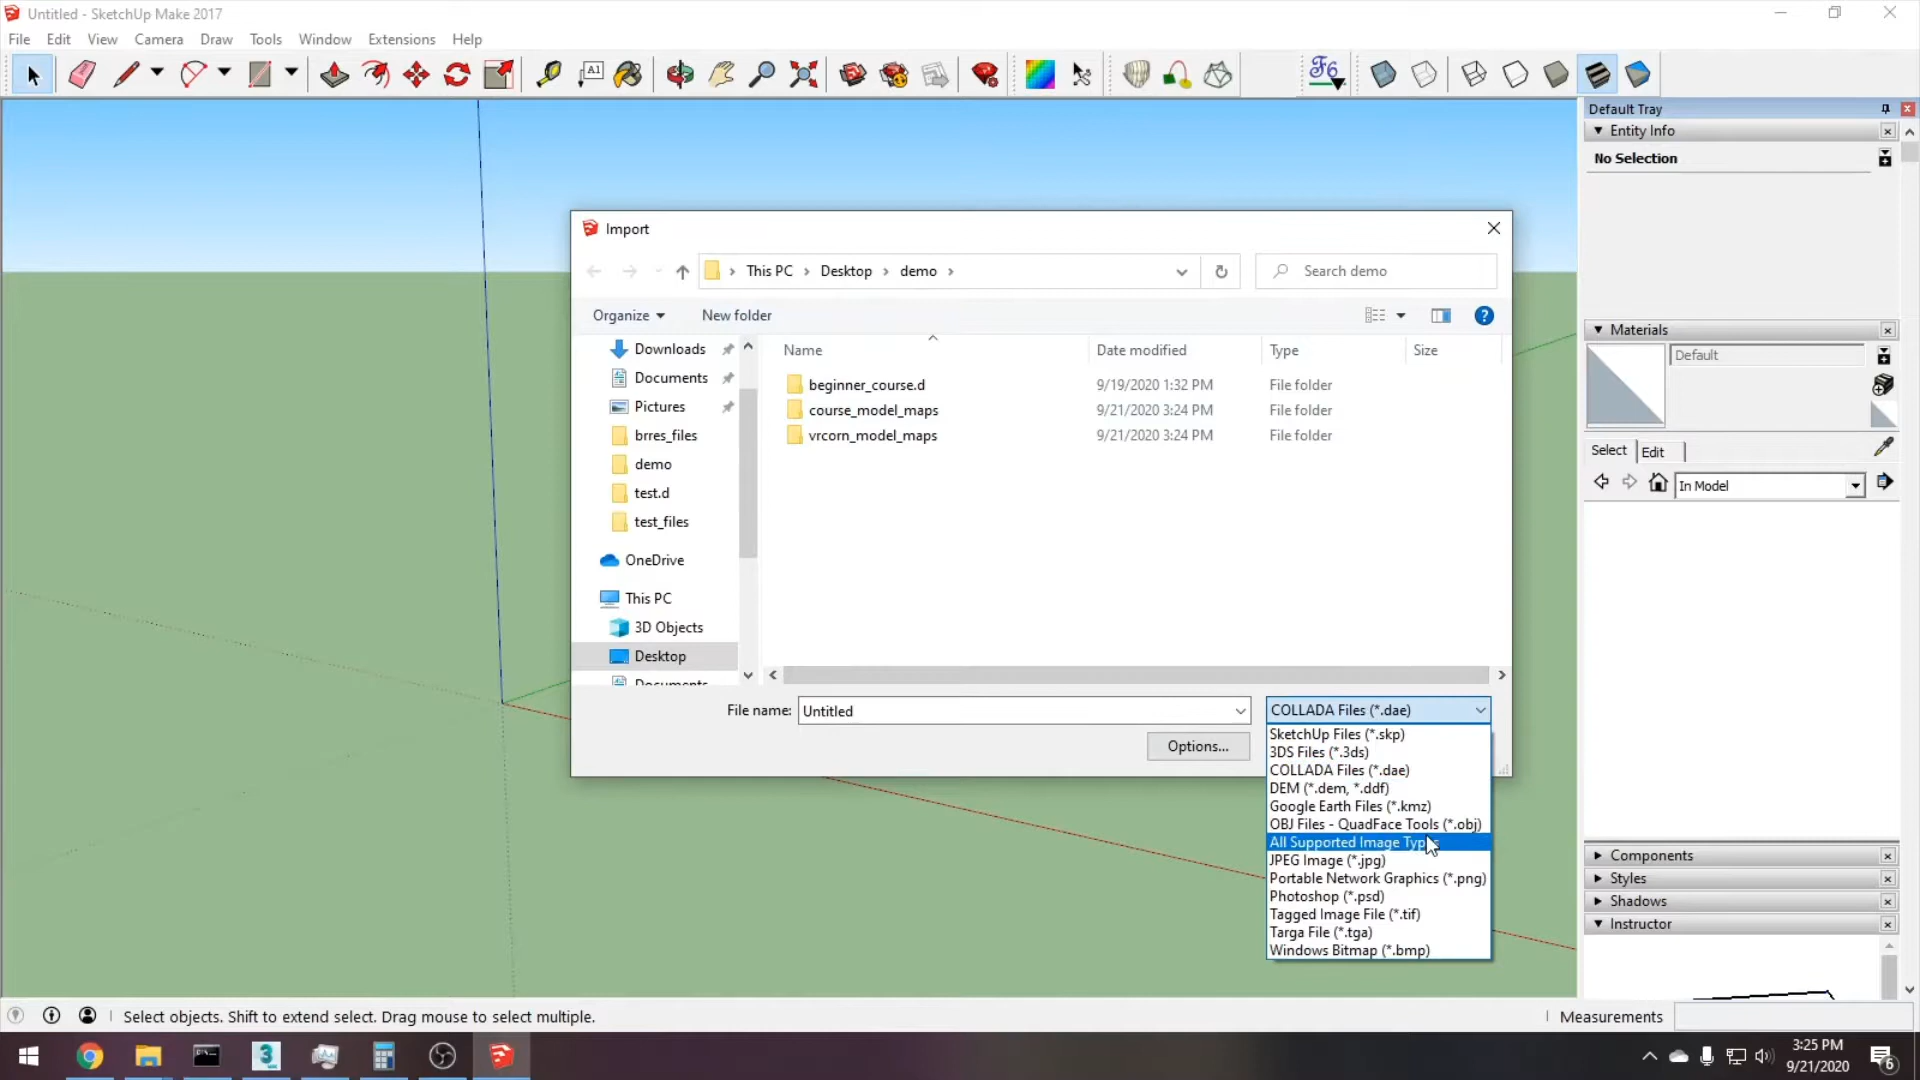 Untitled - SketchUp Make 2017
File Edit View Camera Draw Tools Window Extensions Help
A1
F6
Default Tray
Entity Info
No Selection
Import
This PC > Desktop > demo >
Search demo
Organize
New folder
Name Date modified Type Size
Downloads
Documents
Pictures
brres_files
demo
test.d
test_files
OneDrive
This PC
3D Objects
Desktop
Documents
beginner_course.d 9/19/2020 1:32 PM File folder
course_model_maps 9/21/2020 3:24 PM File folder
vrcorn_model_maps 9/21/2020 3:24 PM File folder
File name: Untitled
COLLADA Files (*.dae)
Options...
SketchUp Files (*.skp)
3DS Files (*.3ds)
COLLADA Files (*.dae)
DEM (*.dem, *.ddf)
Google Earth Files (*.kmz)
OBJ Files - QuadFace Tools (*.obj)
All Supported Image Types
JPEG Image (*.jpg)
Portable Network Graphics (*.png)
Photoshop (*.psd)
Tagged Image File (*.tif)
Targa File (*.tga)
Windows Bitmap (*.bmp)
Materials
Default
Select Edit
In Model
Components
Styles
Shadows
Instructor
Select objects. Shift to extend select. Drag mouse to select multiple.
Measurements
3
3:25 PM
9/21/2020
6